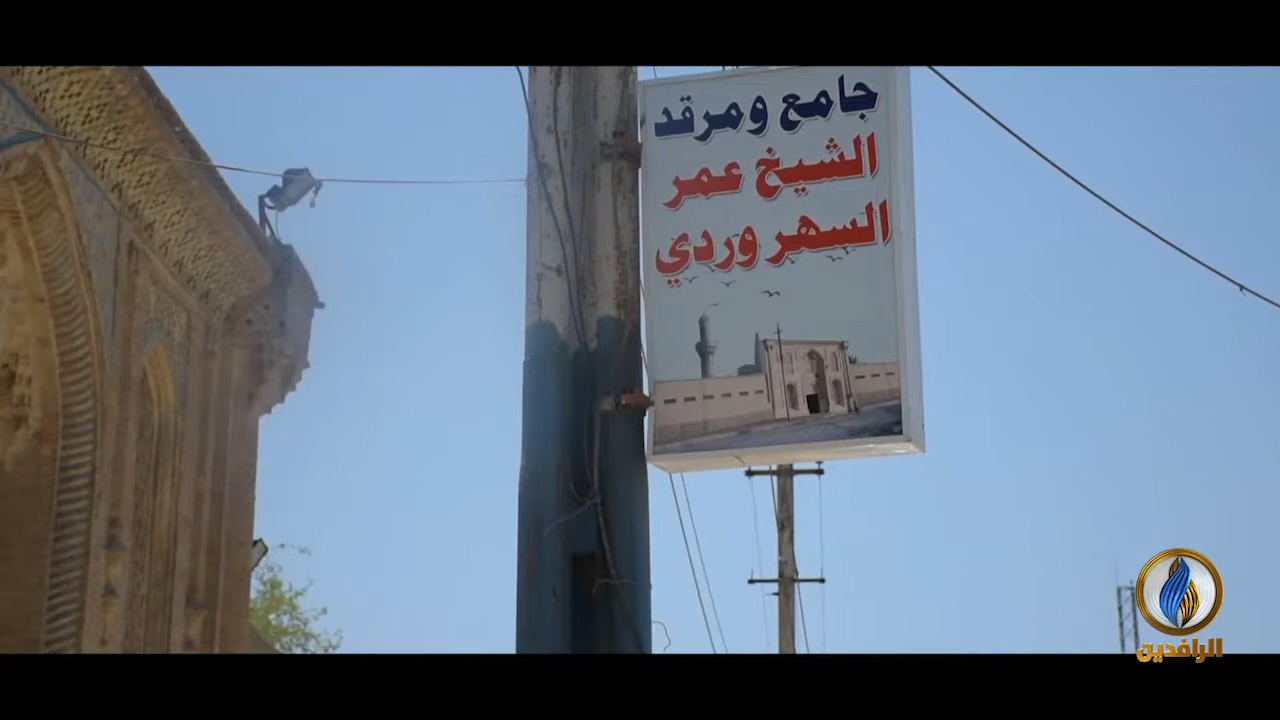 جامع ومرقد
الشيخ عمر
السهروردي
الرافدين